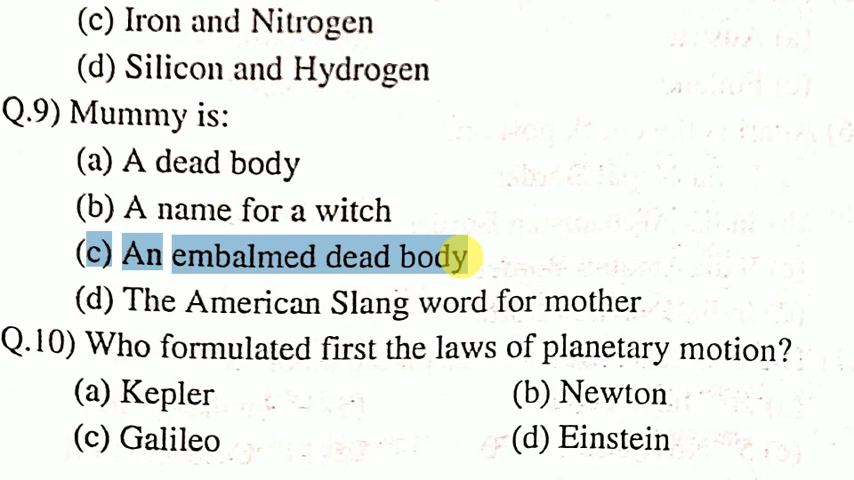 (c) Iron and Nitrogen
(d) Silicon and Hydrogen
Q.9) Mummy is:
(a) A dead body
(b) A name for a witch
(c) An embalmed dead body
(d) The American Slang word for mother
Q.10) Who formulated first the laws of planetary motion?
(a) Kepler (b) Newton
(c) Galileo (d) Einstein